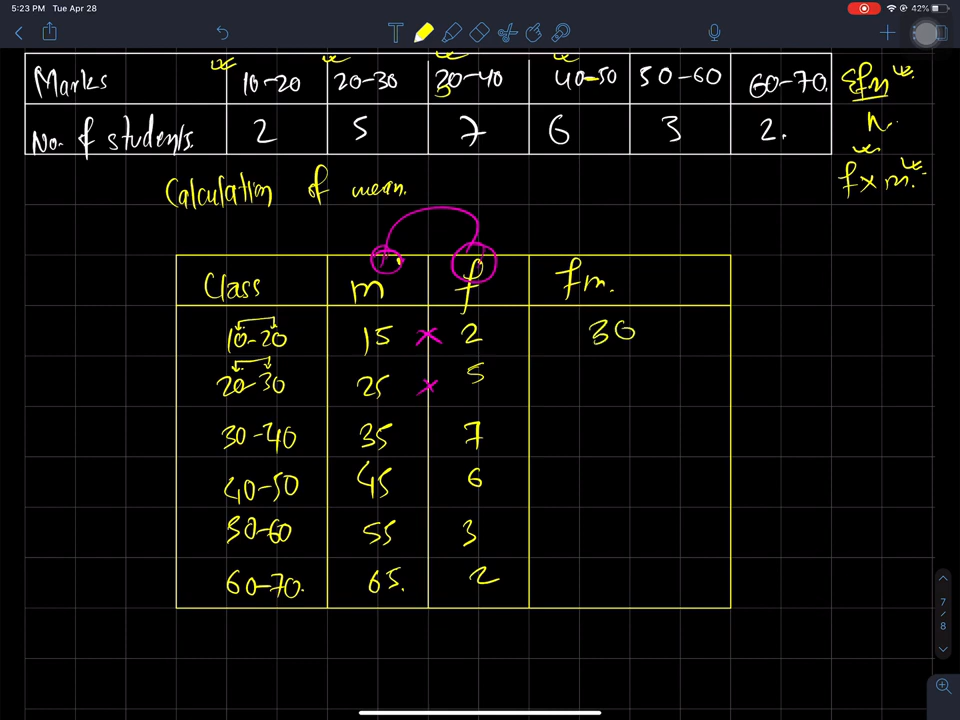 5:23 PM Tue Apr 28 42%
Marks 10-20 20-30 30-40 40-50 50-60 60-70. Σfm
No. of students. 2 5 7 6 3 2. n.
f×m.
Calculation of mean.
Class m f fm.
10-20 15 × 2 30
20-30 25 × 5
30-40 35 7
40-50 45 6
50-60 55 3
60-70. 65. 2
7/8